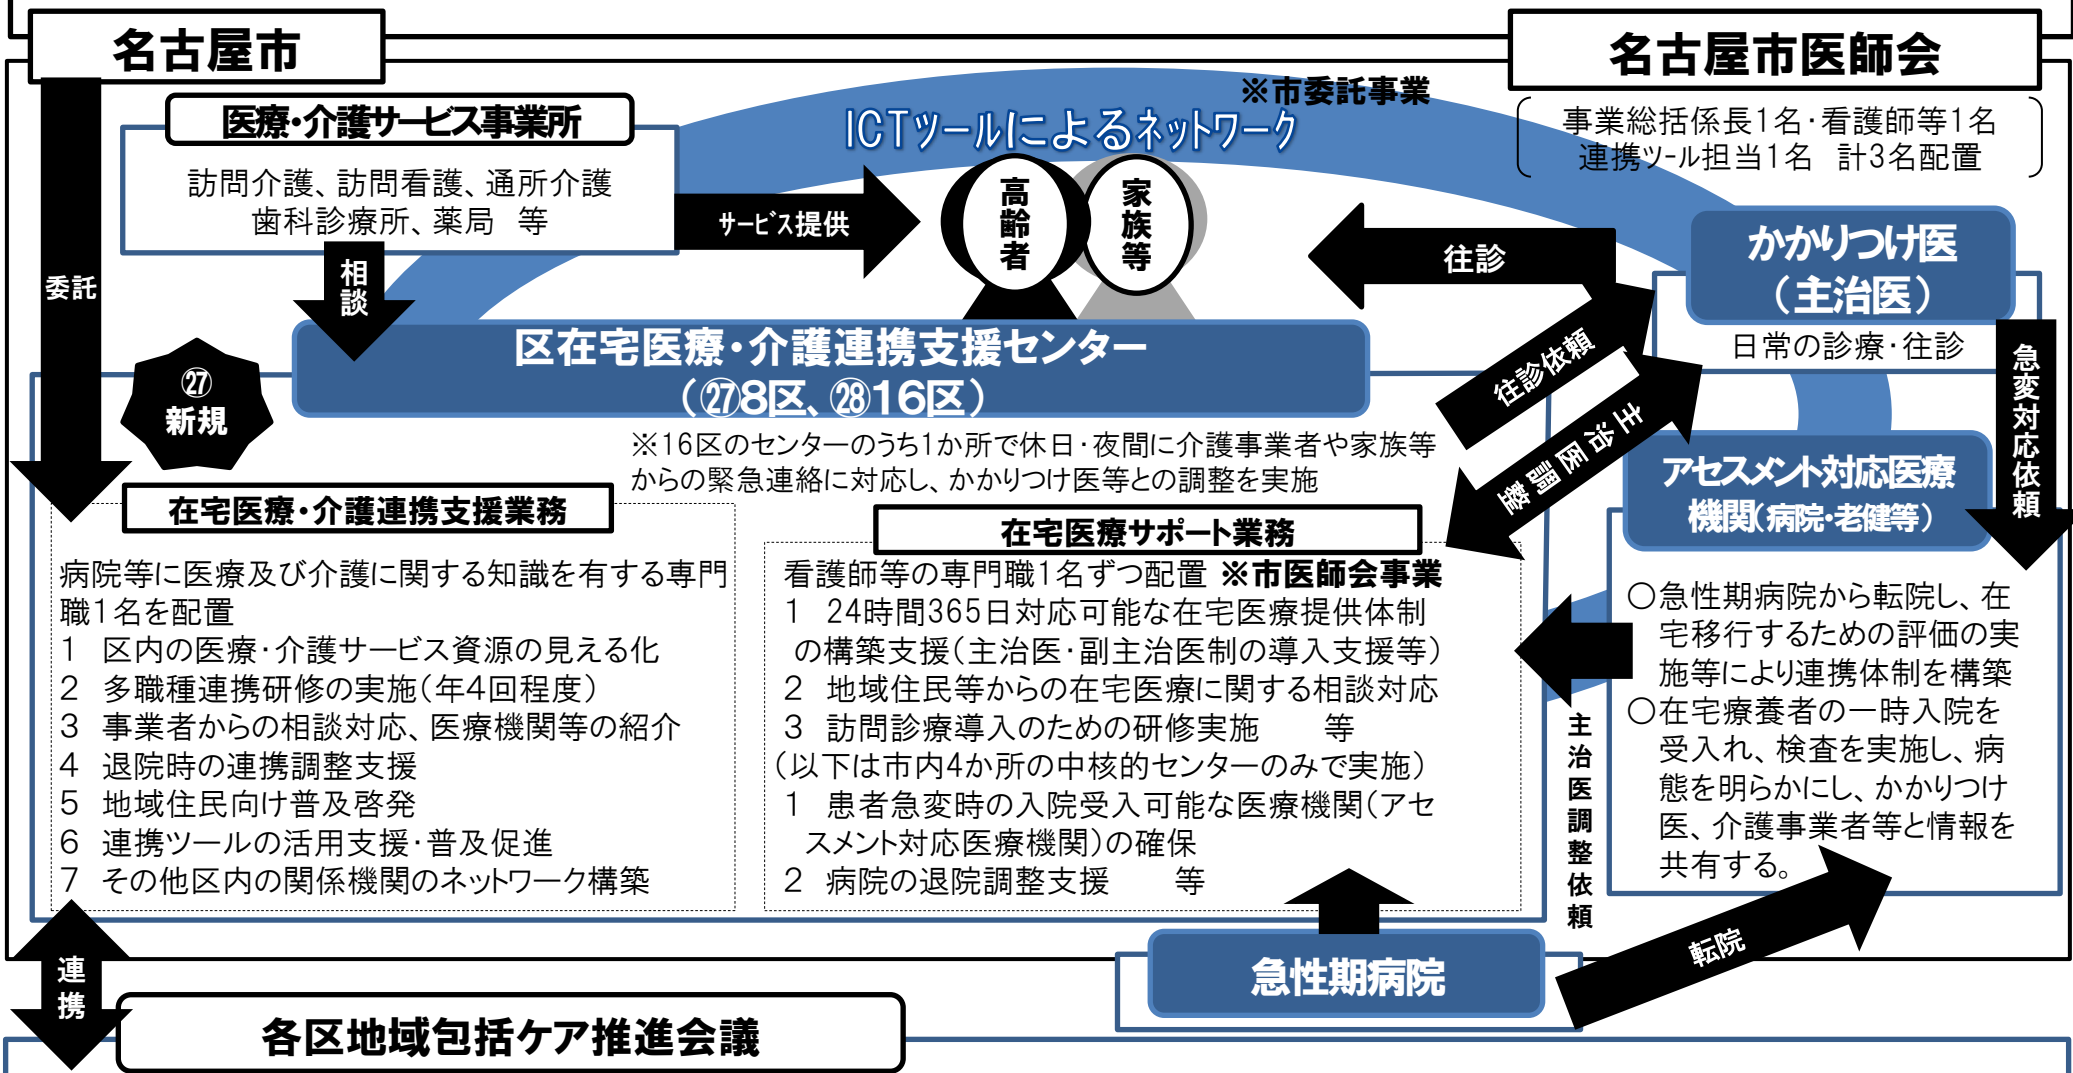 名古屋市
名古屋市医師会
事業総括係長1名・看護師等1名
連携ツール担当1名 計3名配置
※市委託事業
ICTツールによるネットワーク
医療・介護サービス事業所
訪問介護、訪問看護、通所介護
歯科診療所、薬局 等
サービス提供
高齢者
家族等
往診
かかりつけ医
（主治医）
日常の診療・往診
委託
相談
㉗
新規
区在宅医療・介護連携支援センター
（㉗8区、㉘16区）
往診依頼
主治医調整
急変対応依頼
※16区のセンターのうち1か所で休日・夜間に介護事業者や家族等
からの緊急連絡に対応し、かかりつけ医等との調整を実施
アセスメント対応医療
機関（病院・老健等）
在宅医療・介護連携支援業務
病院等に医療及び介護に関する知識を有する専門
職1名を配置
1 区内の医療・介護サービス資源の見える化
2 多職種連携研修の実施（年4回程度）
3 事業者からの相談対応、医療機関等の紹介
4 退院時の連携調整支援
5 地域住民向け普及啓発
6 連携ツールの活用支援・普及促進
7 その他区内の関係機関のネットワーク構築
在宅医療サポート業務
看護師等の専門職1名ずつ配置 ※市医師会事業
1 24時間365日対応可能な在宅医療提供体制
の構築支援（主治医・副主治医制の導入支援等）
2 地域住民等からの在宅医療に関する相談対応
3 訪問診療導入のための研修実施 等
（以下は市内4か所の中核的センターのみで実施）
1 患者急変時の入院受入可能な医療機関（アセ
スメント対応医療機関）の確保
2 病院の退院調整支援 等
主治医調整依頼
○急性期病院から転院し、在
宅移行するための評価の実
施等により連携体制を構築
○在宅療養者の一時入院を
受入れ、検査を実施し、病
態を明らかにし、かかりつけ
医、介護事業者等と情報を
共有する。
連携
急性期病院
転院
各区地域包括ケア推進会議